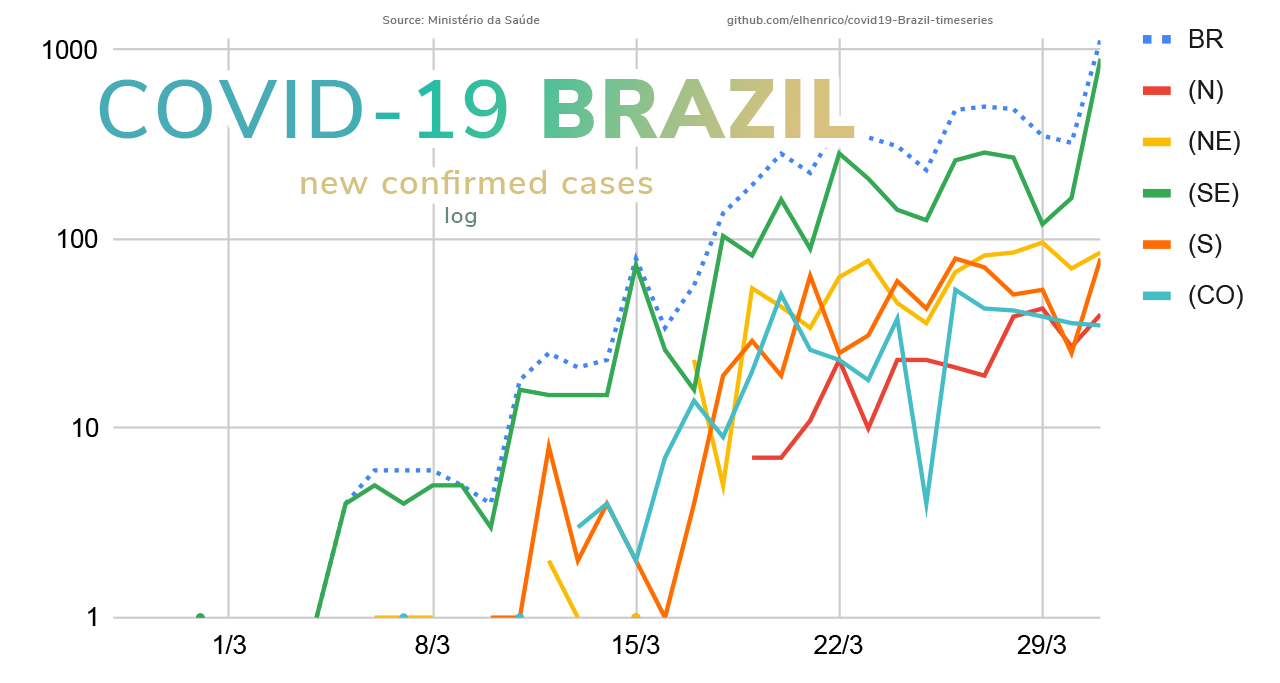 Source: Ministério da Saúde
github.com/elhenrico/covid19-Brazil-timeseries
COVID-19 BRAZIL
new confirmed cases
log
1000
100
10
1
1/3
8/3
15/3
22/3
29/3
BR
(N)
(NE)
(SE)
(S)
(CO)